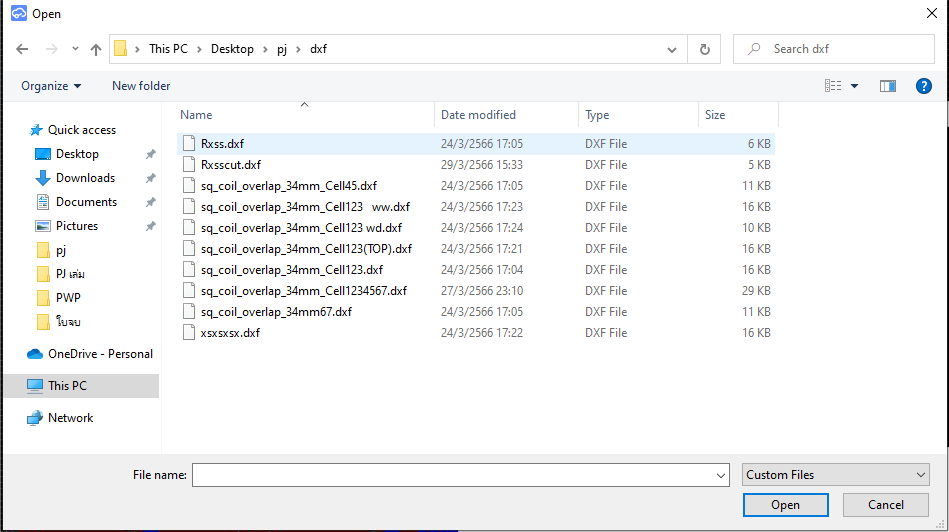 Open
This PC > Desktop > pj > dxf
Search dxf
Organize
New folder
?
Name Date modified Type Size
Quick access
Desktop
Downloads
Documents
Pictures
pj
PJ เล่ม
PWP
ใบจบ
OneDrive - Personal
This PC
Network
Rxss.dxf 24/3/2566 17:05 DXF File 6 KB
Rxsscut.dxf 29/3/2566 15:33 DXF File 5 KB
sq_coil_overlap_34mm_Cell45.dxf 24/3/2566 17:05 DXF File 11 KB
sq_coil_overlap_34mm_Cell123   ww.dxf 24/3/2566 17:23 DXF File 16 KB
sq_coil_overlap_34mm_Cell123 wd.dxf 24/3/2566 17:24 DXF File 10 KB
sq_coil_overlap_34mm_Cell123(TOP).dxf 24/3/2566 17:21 DXF File 16 KB
sq_coil_overlap_34mm_Cell123.dxf 24/3/2566 17:04 DXF File 16 KB
sq_coil_overlap_34mm_Cell1234567.dxf 27/3/2566 23:10 DXF File 29 KB
sq_coil_overlap_34mm67.dxf 24/3/2566 17:05 DXF File 11 KB
xsxsxsx.dxf 24/3/2566 17:22 DXF File 16 KB
File name:
Custom Files
Open
Cancel